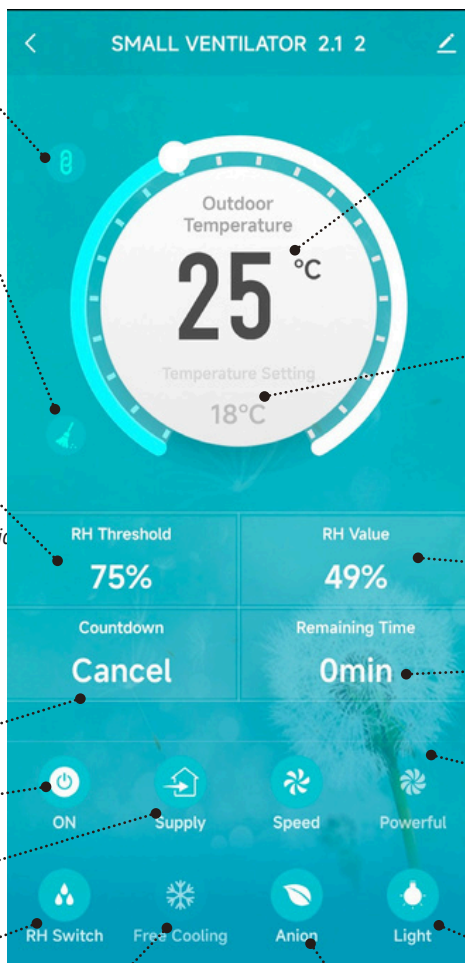 SMALL VENTILATOR 2.1 2
Outdoor
Temperature
25 °C
Temperature Setting
18°C
RH Threshold
75%
RH Value
49%
Countdown
Cancel
Remaining Time
0min
ON
Supply
Speed
Powerful
RH Switch
Free Cooling
Anion
Light